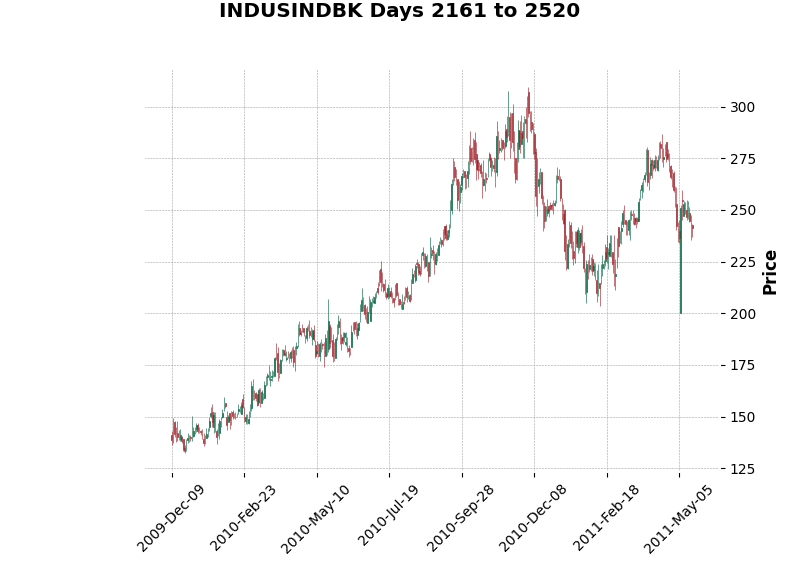 INDUSINDBK Days 2161 to 2520
300
275
250
225
200
175
150
125
Price
2009-Dec-09
2010-Feb-23
2010-May-10
2010-Jul-19
2010-Sep-28
2010-Dec-08
2011-Feb-18
2011-May-05